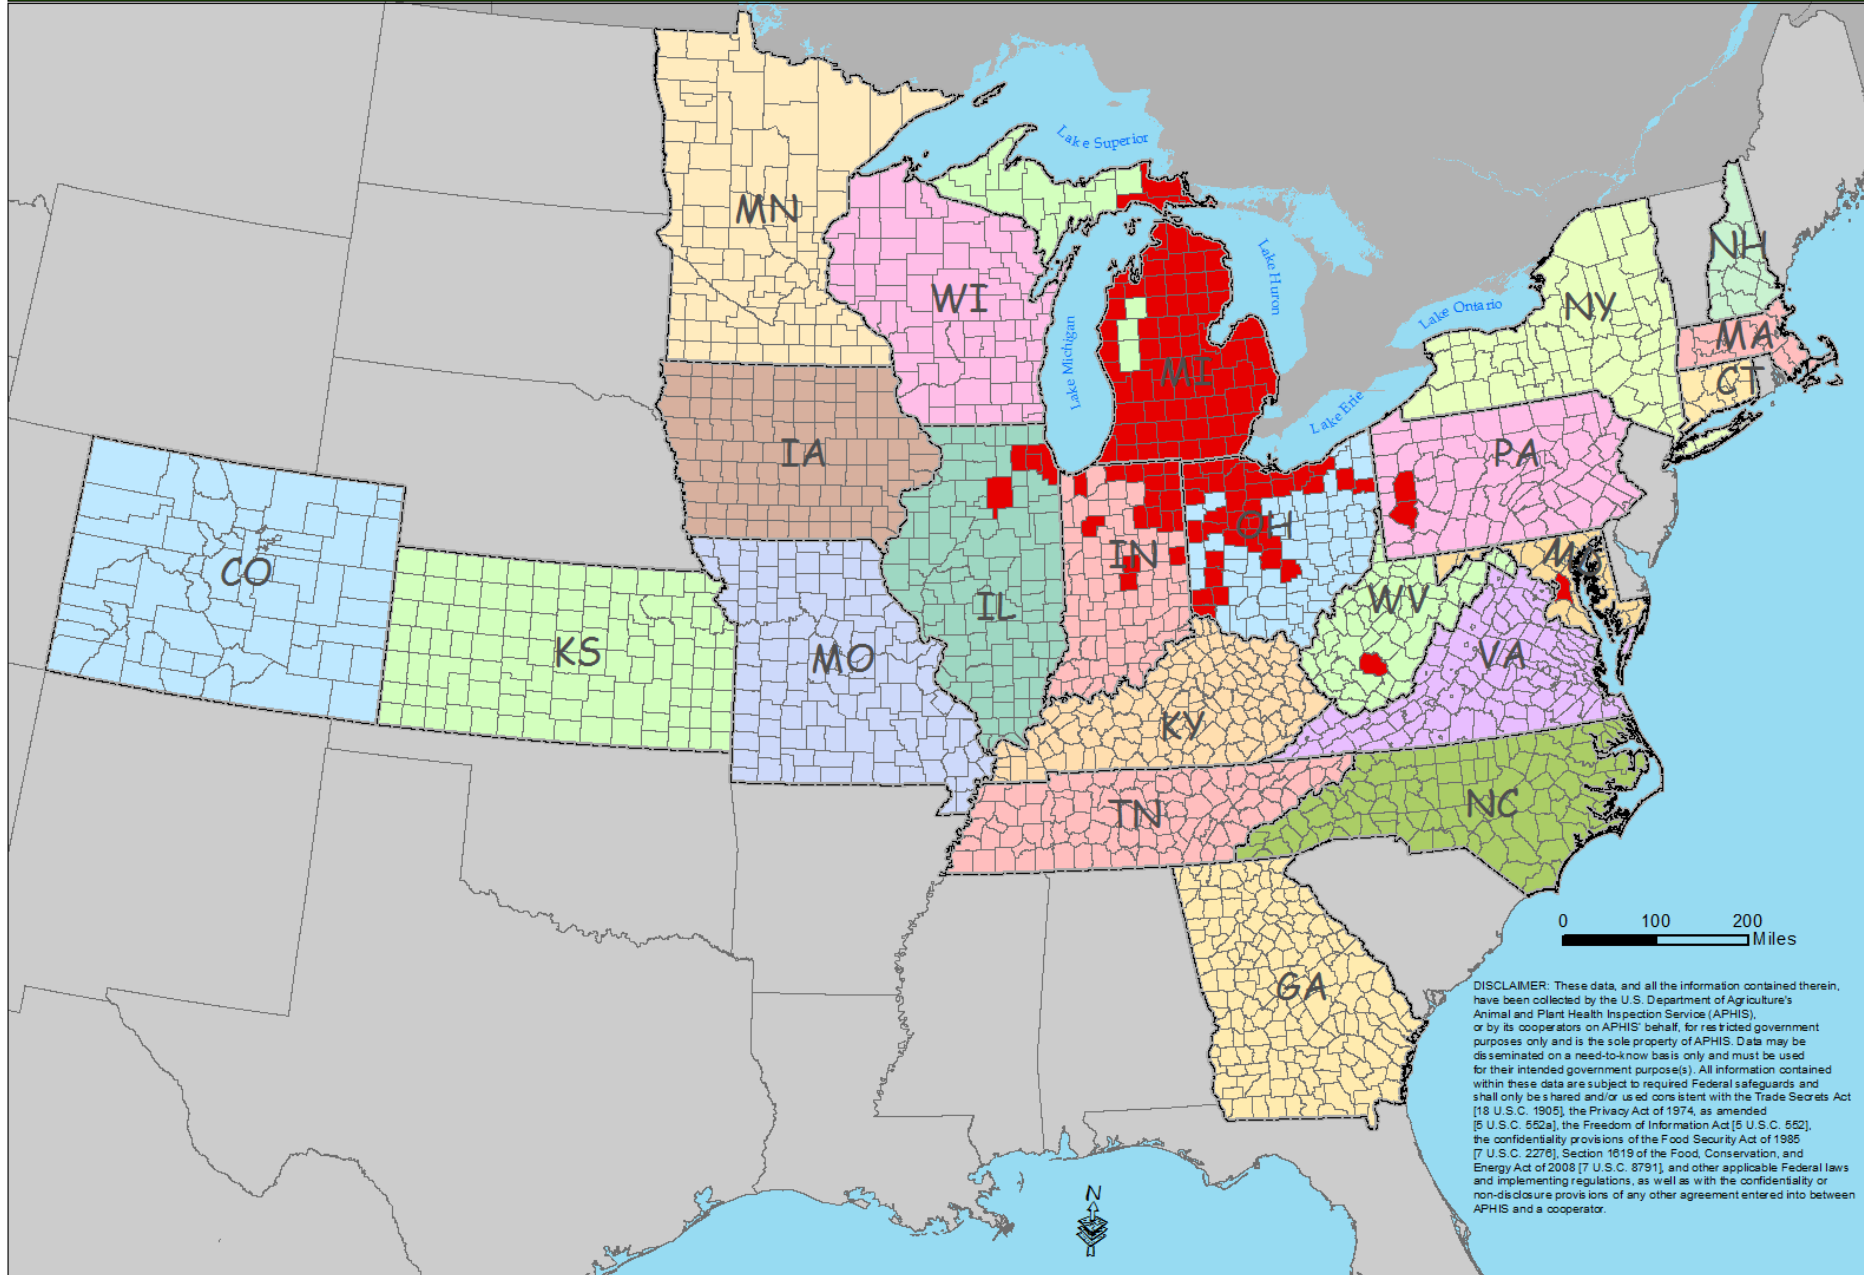 Lake Superior
MN
NH
WI
Lake Huron
NY
Lake Ontario
Lake Michigan
MA
MI
CT
Lake Erie
IA
PA
OH
IN
MD
CO
WV
IL
KS
MO
VA
KY
NC
TN
0 100 200
Miles
GA
DISCLAIMER: These data, and all the information contained therein,
have been collected by the U.S. Department of Agriculture's
Animal and Plant Health Inspection Service (APHIS),
or by its cooperators on APHIS' behalf, for restricted government
purposes only and is the sole property of APHIS. Data may be
disseminated on a need-to-know basis only and must be used
for their intended government purpose(s). All information contained
within these data are subject to required Federal safeguards and
shall only be shared and/or used consistent with the Trade Secrets Act
[18 U.S.C. 1905], the Privacy Act of 1974, as amended
[5 U.S.C. 552a], the Freedom of Information Act [5 U.S.C. 552],
the confidentiality provisions of the Food Security Act of 1985
[7 U.S.C. 2276], Section 1619 of the Food, Conservation, and
Energy Act of 2008 [7 U.S.C. 8791], and other applicable Federal laws
and implementing regulations, as well as with the confidentiality or
non-disclosure provisions of any other agreement entered into between
APHIS and a cooperator.
N